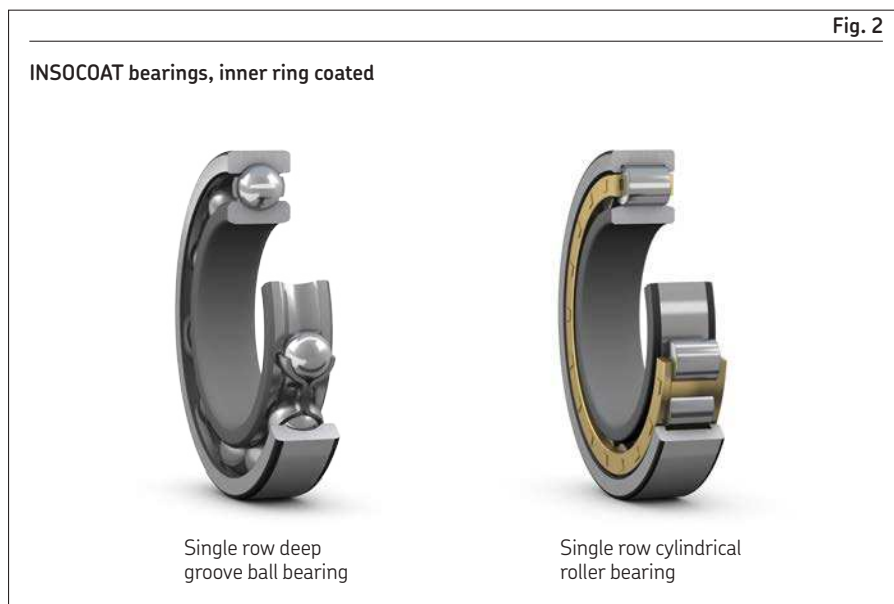 Fig. 2
INSOCOAT bearings, inner ring coated
Single row deep
groove ball bearing
Single row cylindrical
roller bearing